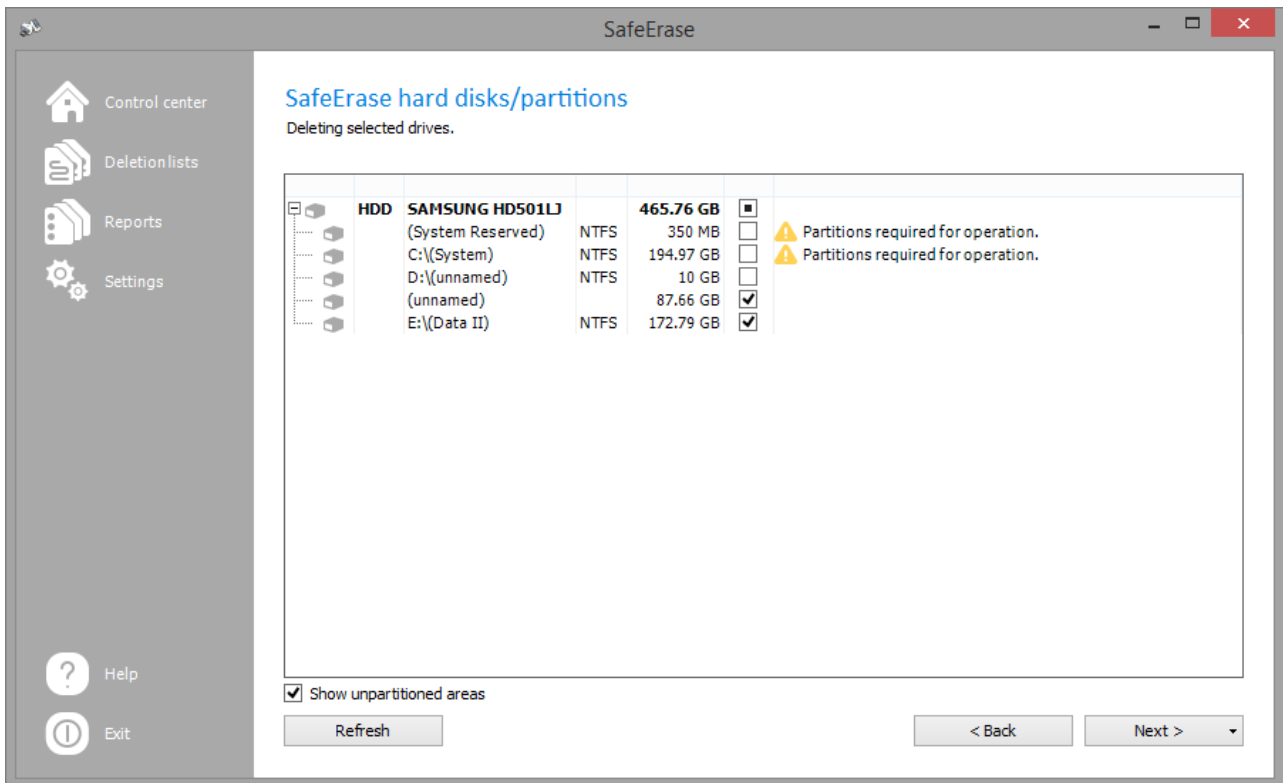 SafeErase
Control center
Deletion lists
Reports
Settings
SafeErase hard disks/partitions
Deleting selected drives.
HDD SAMSUNG HD501LJ 465.76 GB
(System Reserved) NTFS 350 MB Partitions required for operation.
C:\(System) NTFS 194.97 GB Partitions required for operation.
D:\(unnamed) NTFS 10 GB
(unnamed) 87.66 GB
E:\(Data II) NTFS 172.79 GB
Show unpartitioned areas
Refresh
< Back
Next >
Help
Exit